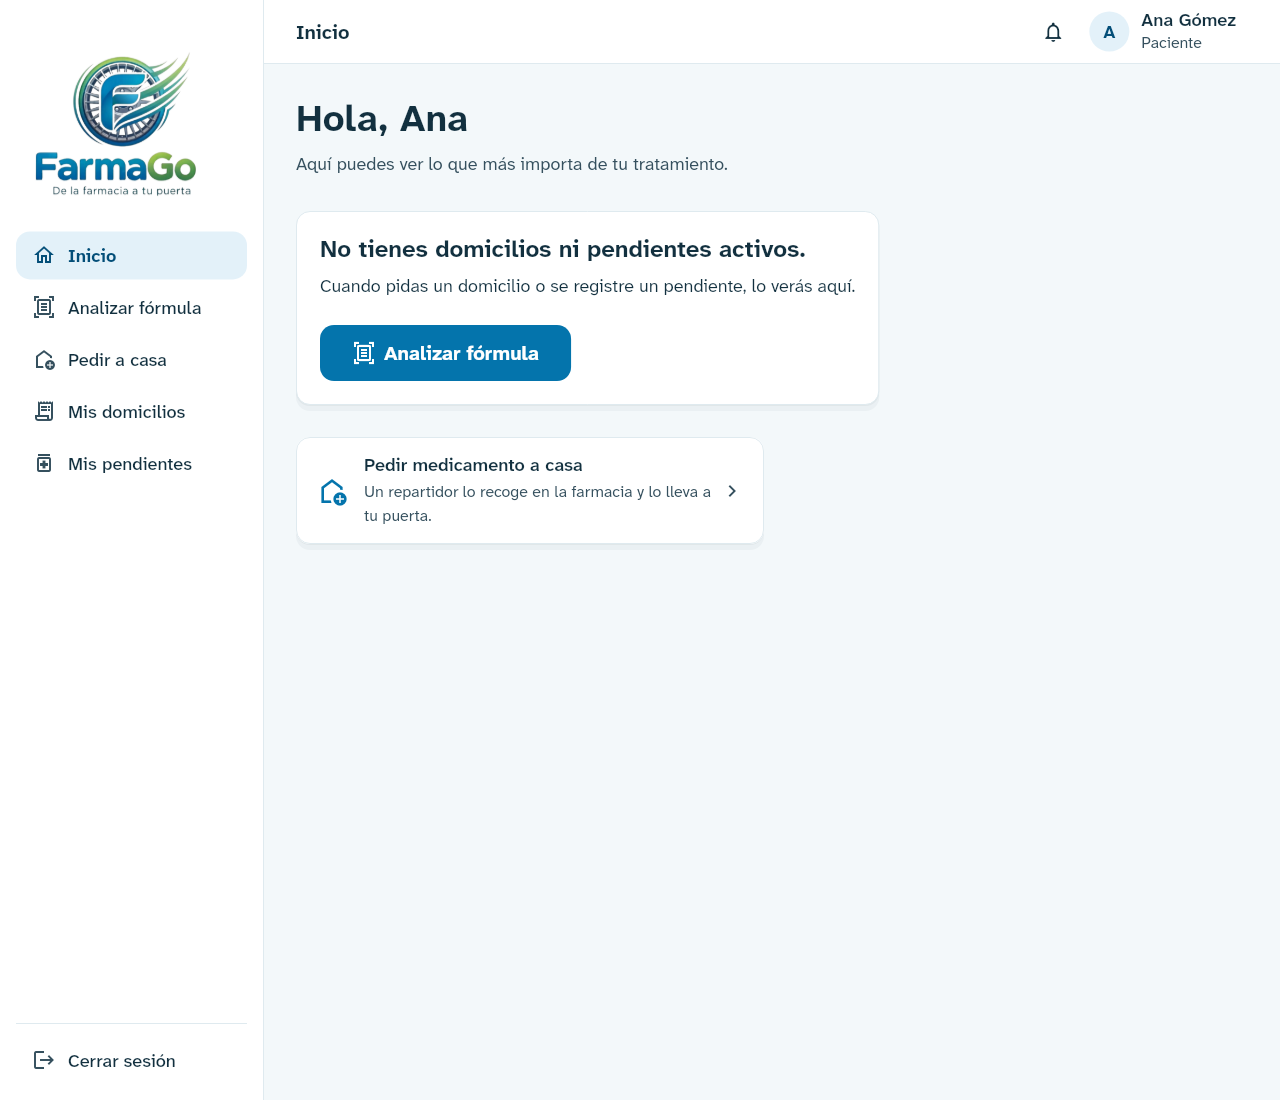 FarmaGo
De la farmacia a tu puerta
Inicio
Analizar fórmula
Pedir a casa
Mis domicilios
Mis pendientes
Cerrar sesión
Inicio
A
Ana Gómez
Paciente
Hola, Ana
Aquí puedes ver lo que más importa de tu tratamiento.
No tienes domicilios ni pendientes activos.
Cuando pidas un domicilio o se registre un pendiente, lo verás aquí.
Analizar fórmula
Pedir medicamento a casa
Un repartidor lo recoge en la farmacia y lo lleva a
tu puerta.